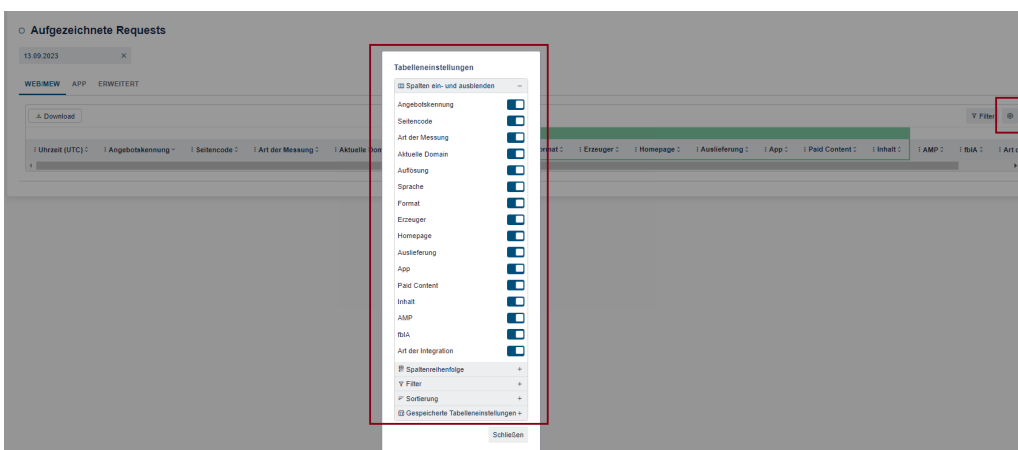 Aufgezeichnete Requests
13.09.2023 ×
WEB/MEW APP ERWEITERT
Download
Filter
Uhrzeit (UTC) Angebotskennung Seitencode Art der Messung Aktuelle Dom
Erzeuger Homepage Auslieferung App Paid Content Inhalt AMP fbIA Art d
Tabelleneinstellungen
Spalten ein- und ausblenden −
Angebotskennung
Seitencode
Art der Messung
Aktuelle Domain
Auflösung
Sprache
Format
Erzeuger
Homepage
Auslieferung
App
Paid Content
Inhalt
AMP
fbIA
Art der Integration
Spaltenreihenfolge +
Filter +
Sortierung +
Gespeicherte Tabelleneinstellungen +
Schließen